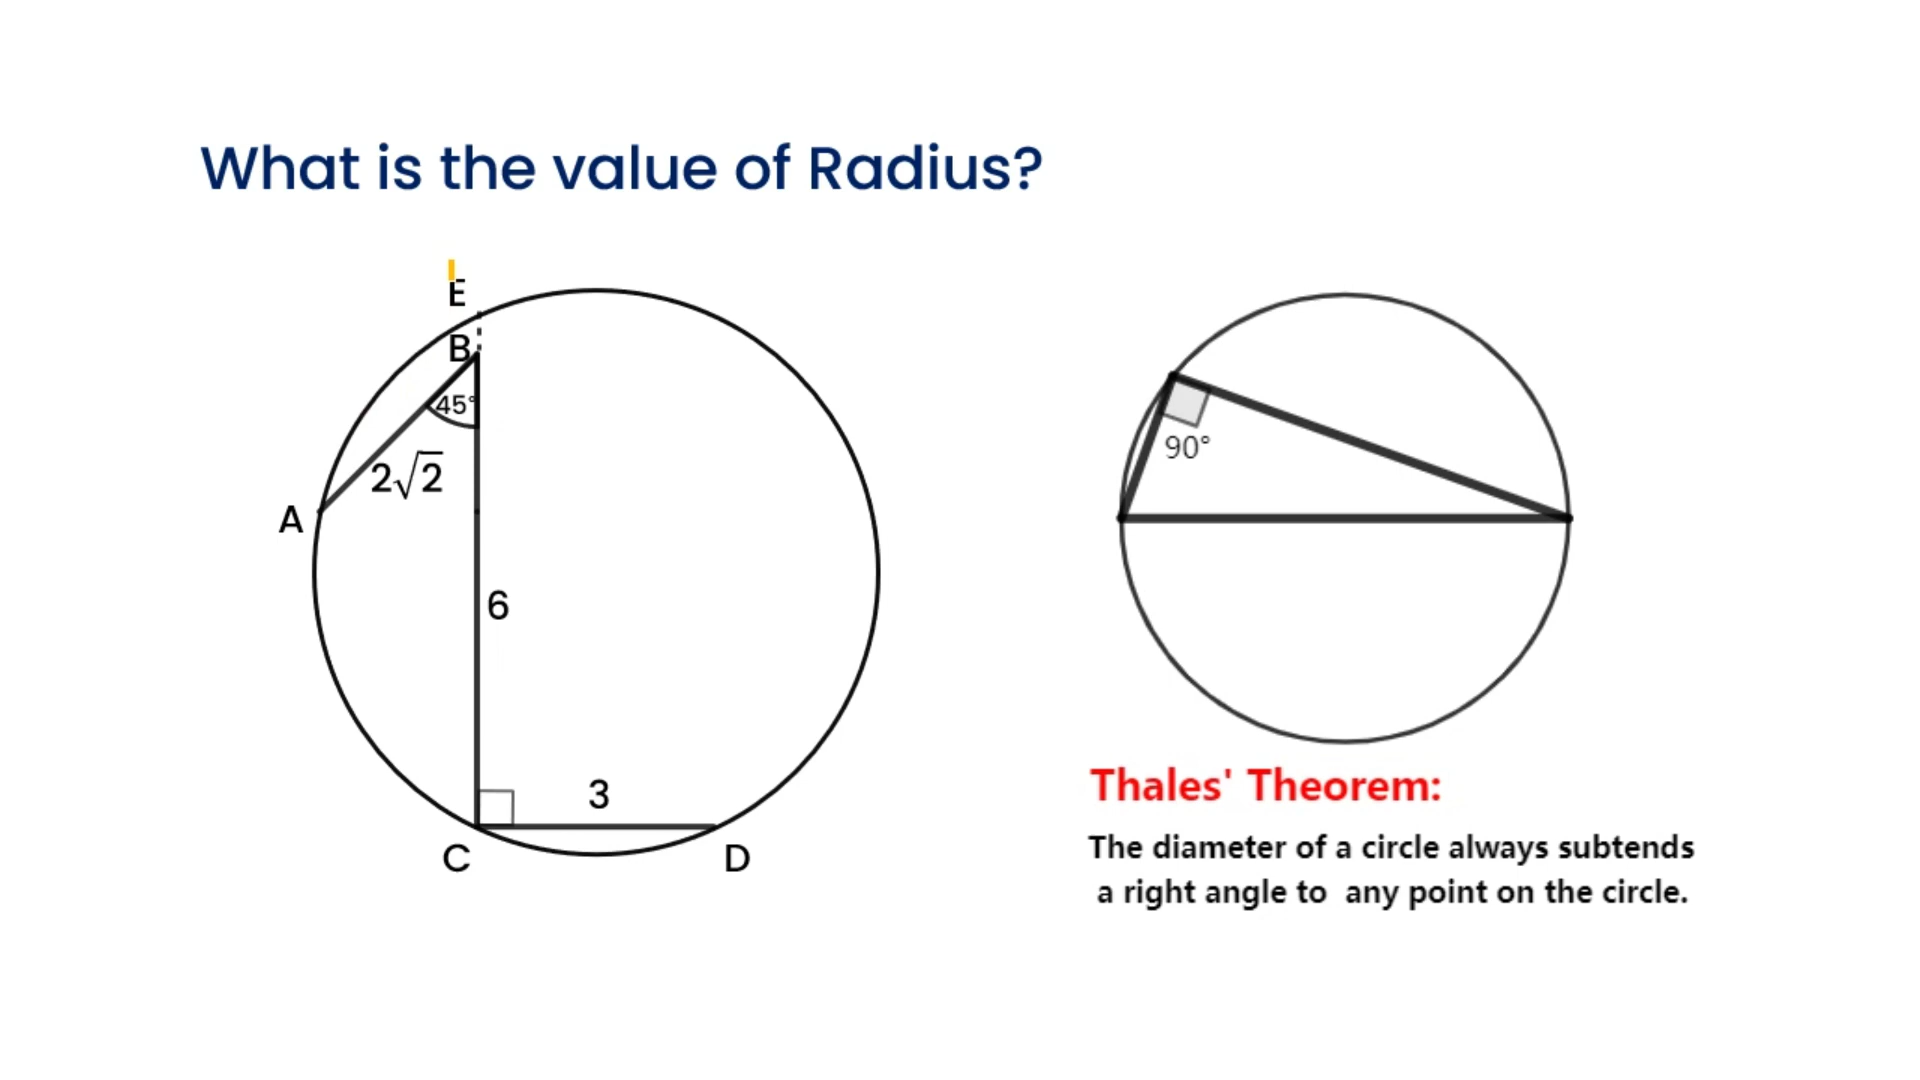 What is the value of Radius?
E
B
45°
2√2
A
6
3
C
D
90°
Thales' Theorem:
The diameter of a circle always subtends
a right angle to any point on the circle.